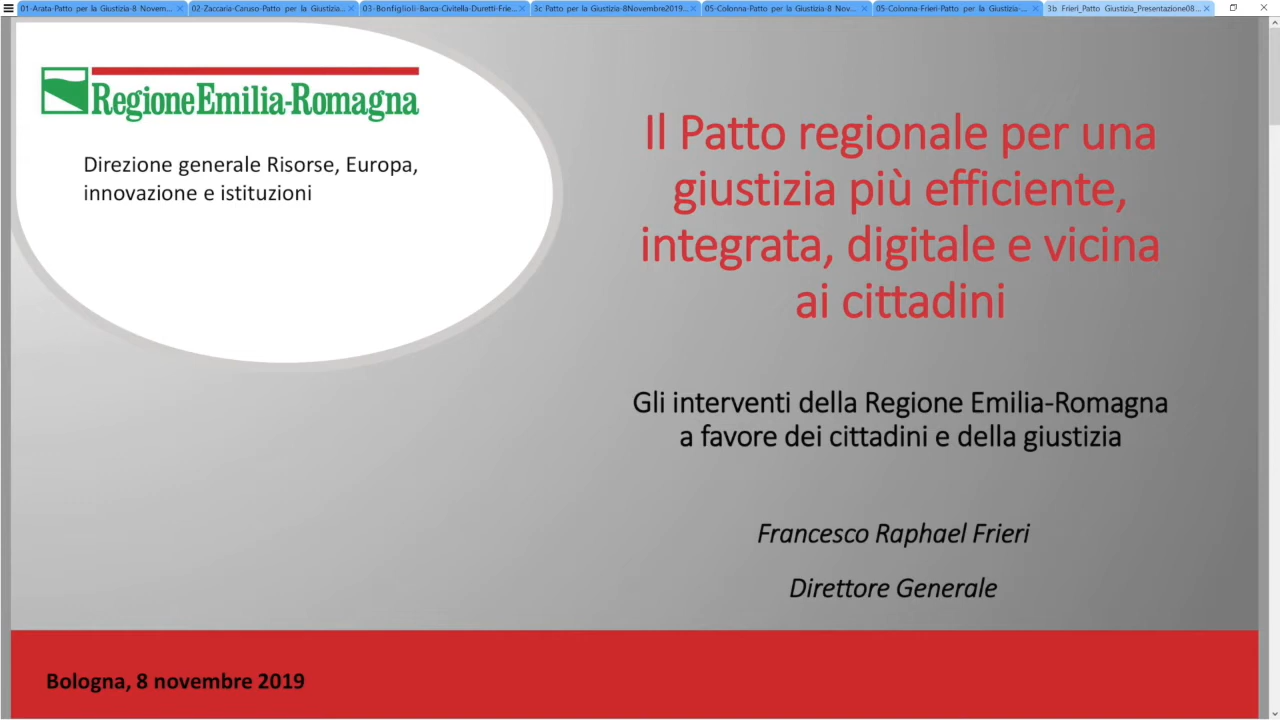 01-Arata-Patto per la Giustizia-8 Novem...
02-Zaccaria-Caruso-Patto per la Giustizia...
03-Bonfiglioli-Barca-Civitella-Duretti-Frie...
3c Patto per la Giustizia-8Novembre2019...
05-Colonna-Patto per la Giustizia-8 Nov...
05-Colonna-Frieri-Patto per la Giustizia-...
3b Frieri_Patto Giustizia_Presentazione08...
RegioneEmilia-Romagna
Direzione generale Risorse, Europa,
innovazione e istituzioni
Il Patto regionale per una
giustizia più efficiente,
integrata, digitale e vicina
ai cittadini
Gli interventi della Regione Emilia-Romagna
a favore dei cittadini e della giustizia
Francesco Raphael Frieri
Direttore Generale
Bologna, 8 novembre 2019